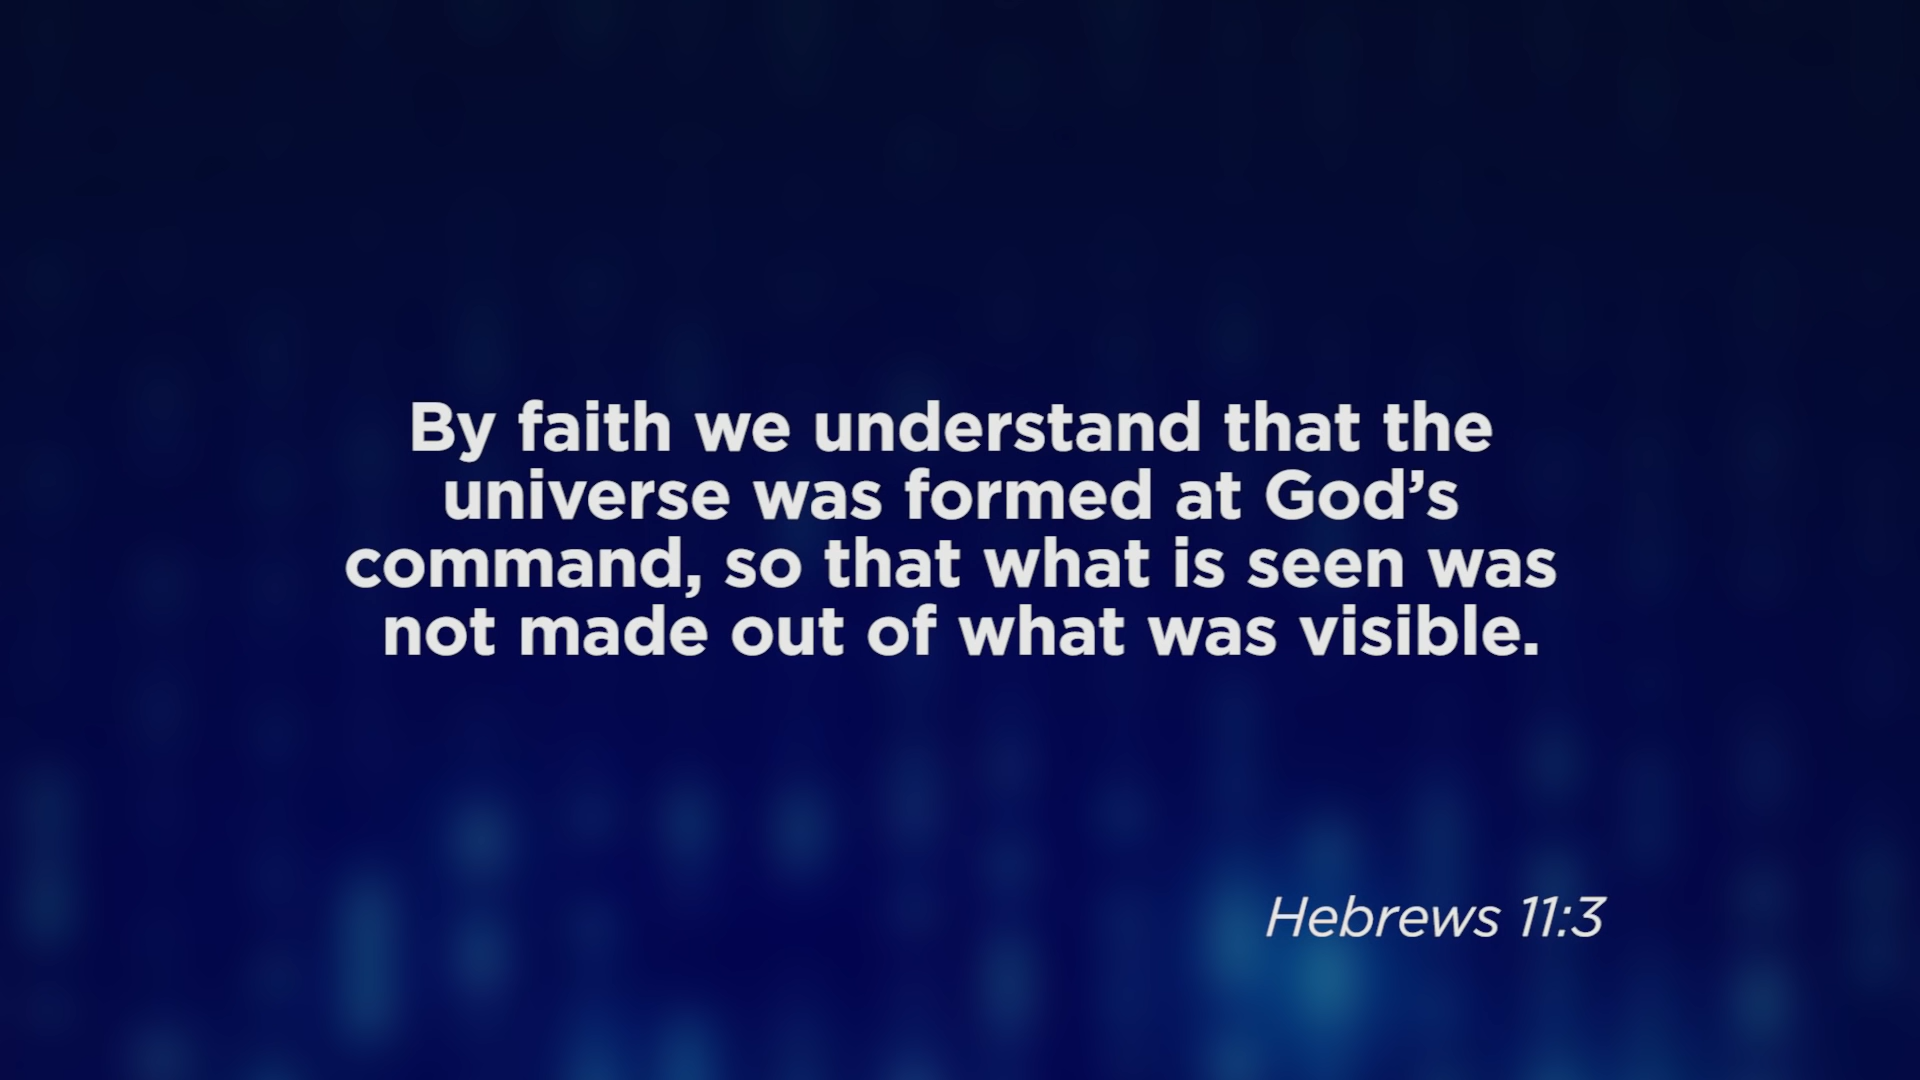 By faith we understand that the
universe was formed at God’s
command, so that what is seen was
not made out of what was visible.
Hebrews 11:3